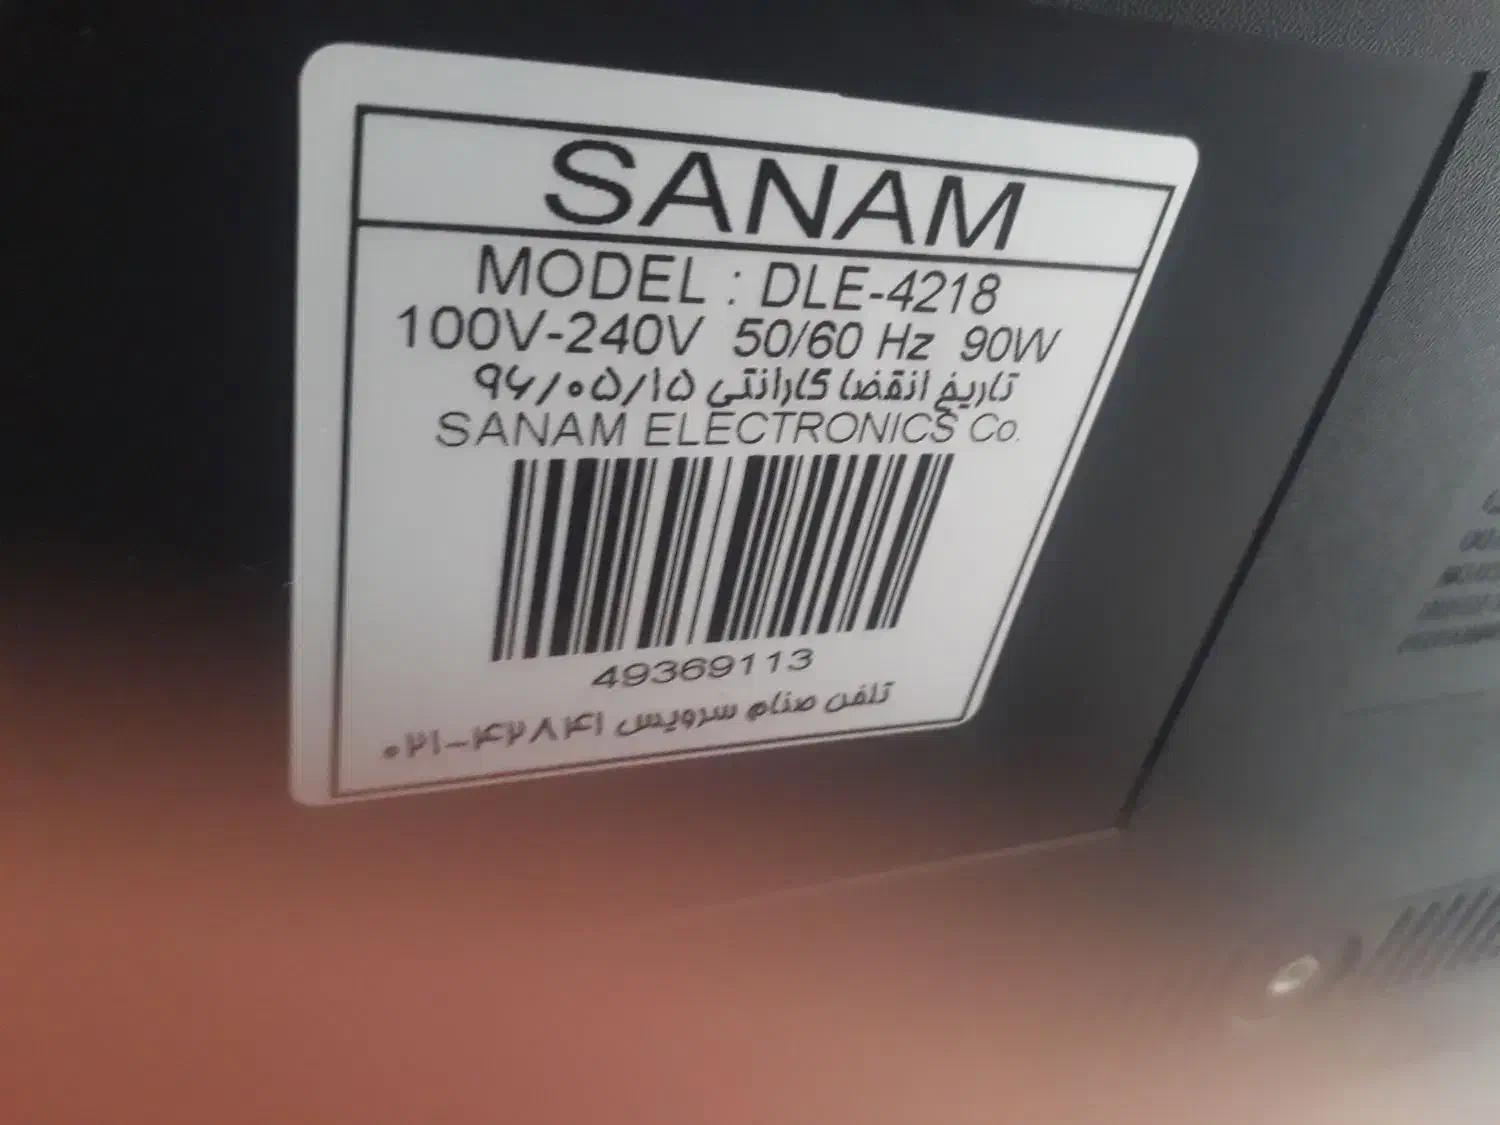 SANAM
MODEL : DLE-4218
100V-240V 50/60 Hz 90W
تاریخ انقضا گارانتی ۹۶/۰۵/۱۵
SANAM ELECTRONICS Co.
49369113
تلفن صنام سرویس ۰۲۱-۴۲۸۴۱